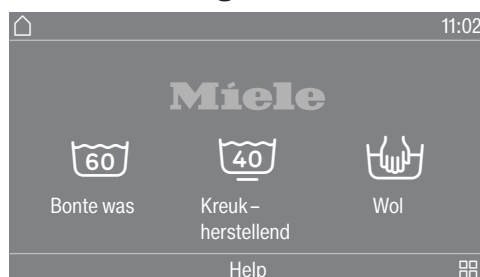 11:02
Miele
60
40
Bonte was
Kreuk–
herstellend
Wol
Help